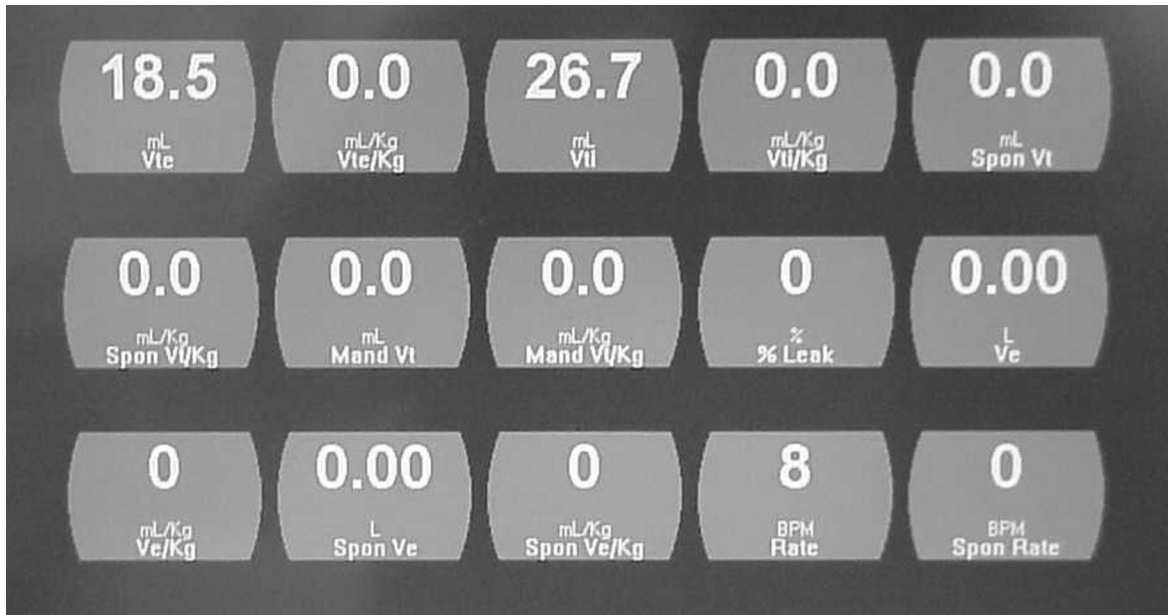 18.5 0.0 26.7 0.0 0.0
mL mL/Kg mL mL/Kg mL
Vte Vte/Kg Vti Vti/Kg Spon Vt
0.0 0.0 0.0 0 0.00
mL/Kg mL mL/Kg % L
Spon Vt/Kg Mand Vt Mand Vt/Kg % Leak Ve
0 0.00 0 8 0
mL/Kg L mL/Kg BPM BPM
Ve/Kg Spon Ve Spon Ve/Kg Rate Spon Rate